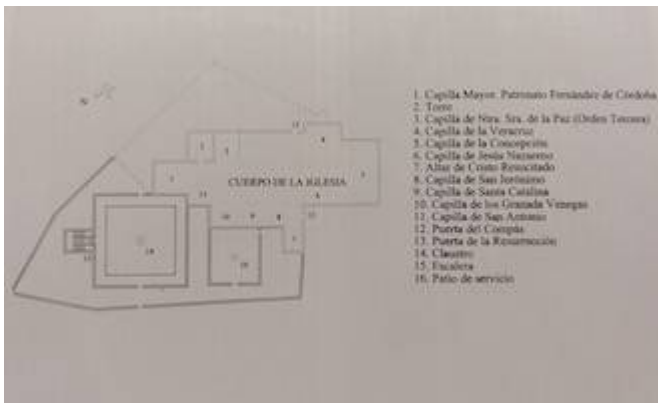 N
CUERPO DE LA IGLESIA
1. Capilla Mayor. Patronato Fernández de Córdoba
2. Torre
3. Capilla de Ntra. Sra. de la Paz (Orden Tercera)
4. Capilla de la Veracruz
5. Capilla de la Concepción
6. Capilla de Jesús Nazareno
7. Altar de Cristo Resucitado
8. Capilla de San Jerónimo
9. Capilla de Santa Catalina
10. Capilla de los Granada Venegas
11. Capilla de San Antonio
12. Puerta del Compás
13. Puerta de la Resurrección
14. Claustro
15. Escalera
16. Patio de servicio